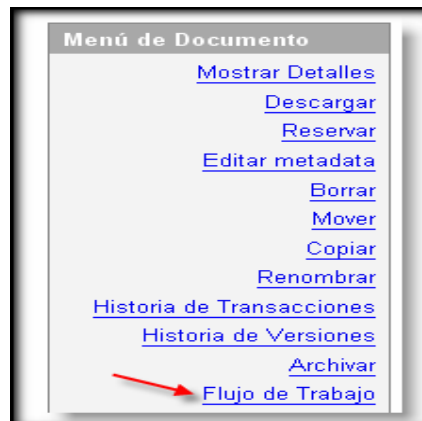 Menú de Documento
Mostrar Detalles
Descargar
Reservar
Editar metadata
Borrar
Mover
Copiar
Renombrar
Historia de Transacciones
Historia de Versiones
Archivar
Flujo de Trabajo